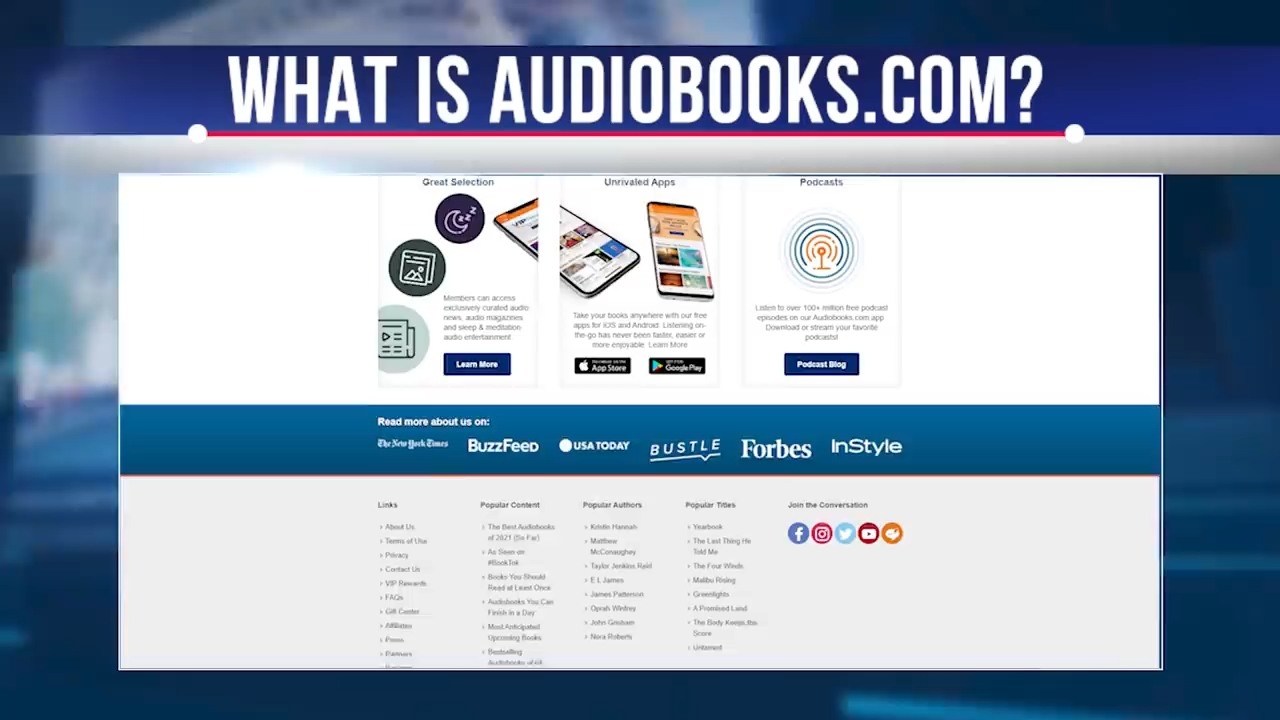 WHAT IS AUDIOBOOKS.COM?
Great Selection
Members can access
exclusively curated audio
news, audio magazines
and sleep & meditation
audio entertainment
Learn More
Unrivaled Apps
Take your books anywhere with our free
apps for iOS and Android. Listening on-
the-go has never been faster, easier or
more enjoyable. Learn More
App Store
Google Play
Podcasts
Listen to over 100+ million free podcast
episodes on our Audiobooks.com app
Download or stream your favorite
podcasts!
Podcast Blog
Read more about us on:
The New York Times
BuzzFeed
USA TODAY
BUSTLE
Forbes
InStyle
Links
About Us
Terms of Use
Privacy
Contact Us
VIP Rewards
FAQs
Gift Center
Affiliates
Press
Partners
Popular Content
The Best Audiobooks
of 2021 (So Far)
As Seen on
#BookTok
Books You Should
Read at Least Once
Audiobooks You Can
Finish in a Day
Most Anticipated
Upcoming Books
Bestselling
Audiobooks of All
Popular Authors
Kristin Hannah
Matthew
McConaughey
Taylor Jenkins Reid
E L James
James Patterson
Oprah Winfrey
John Grisham
Nora Roberts
Popular Titles
Yearbook
The Last Thing He
Told Me
The Four Winds
Malibu Rising
Greenlights
A Promised Land
The Body Keeps the
Score
Untamed
Join the Conversation